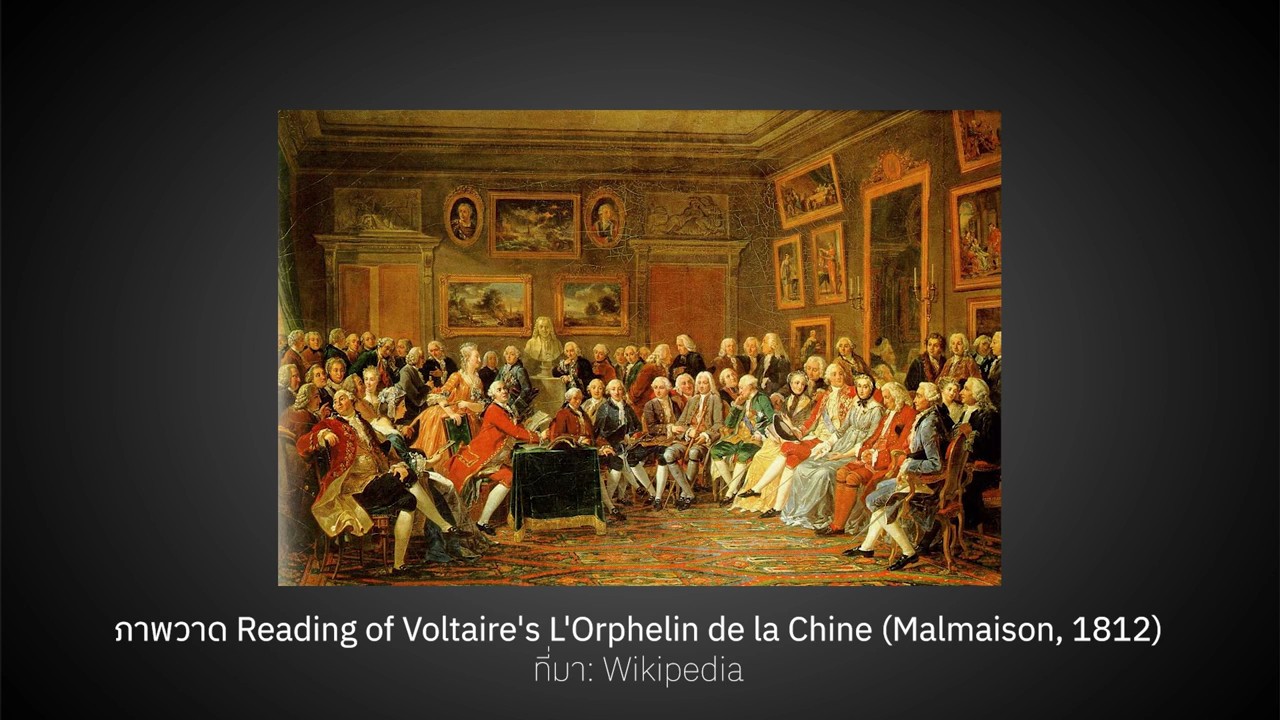 ภาพวาด Reading of Voltaire's L'Orphelin de la Chine (Malmaison, 1812)
ที่มา: Wikipedia